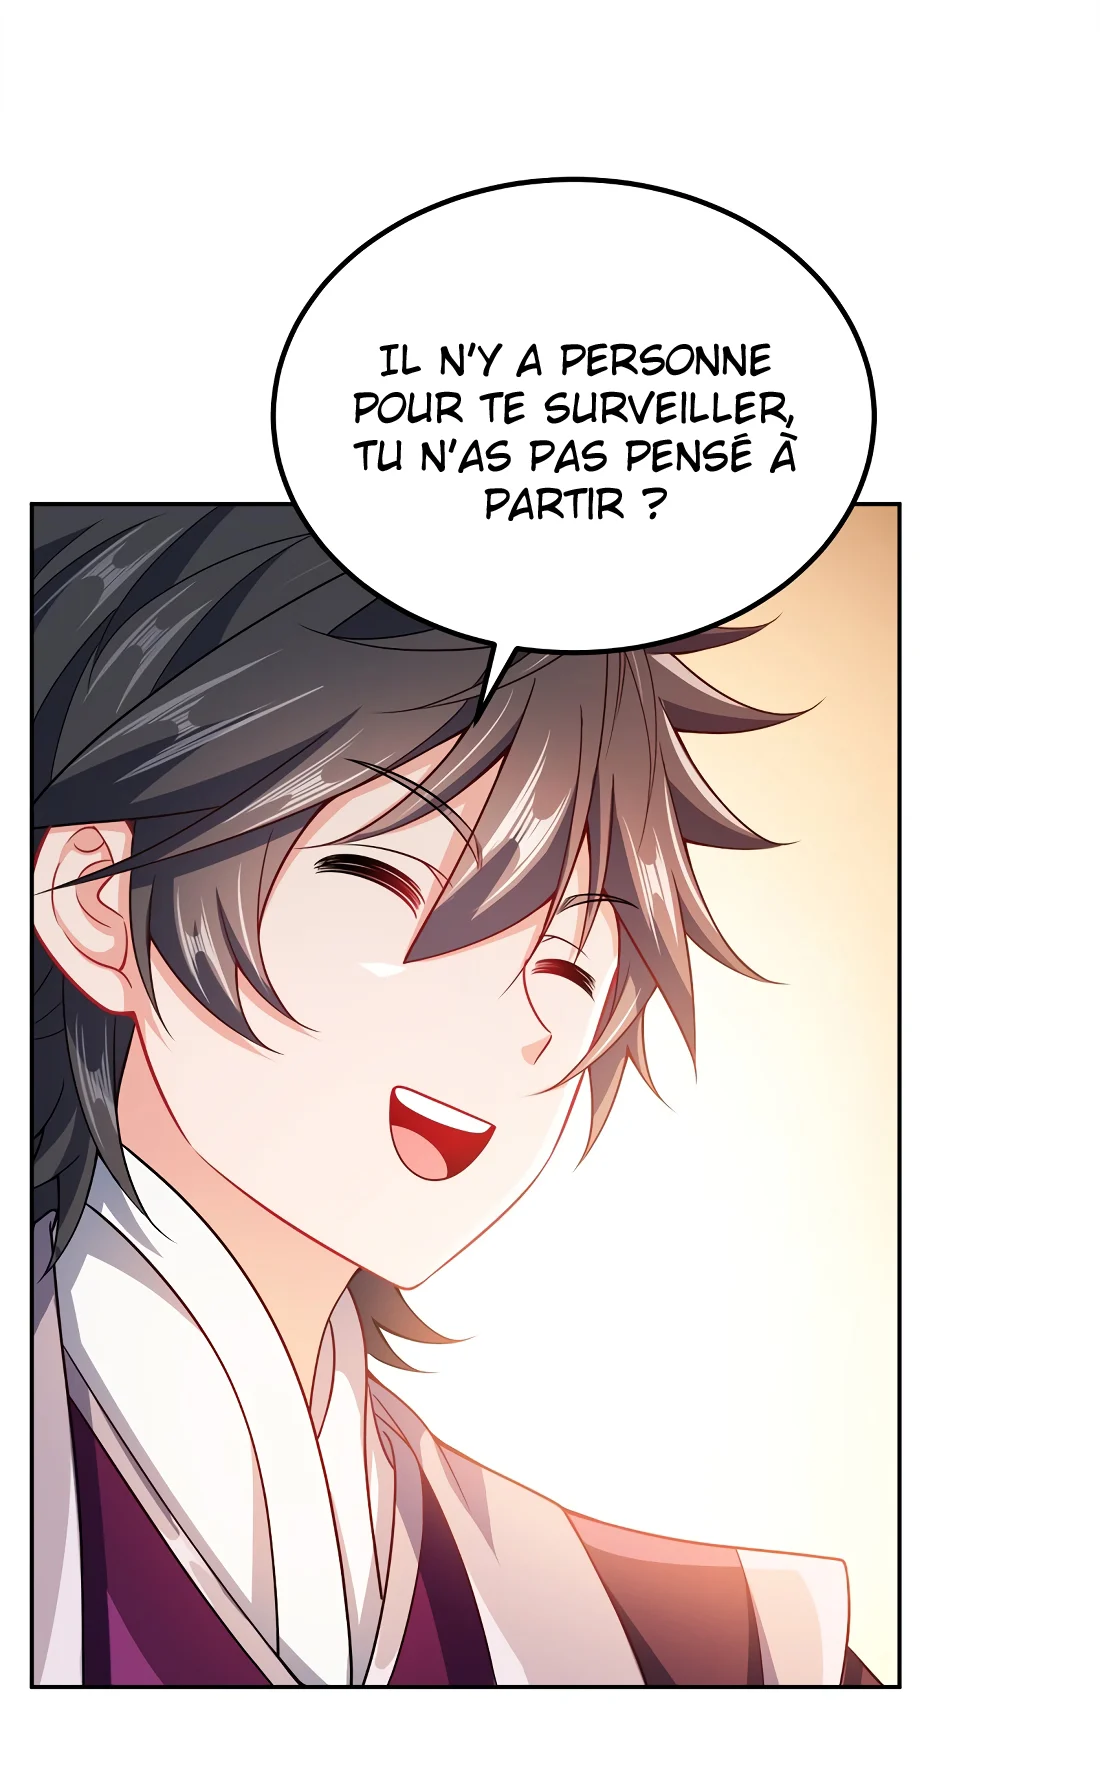 IL N'Y A PERSONNE
POUR TE SURVEILLER,
TU N'AS PAS PENSÉ À
PARTIR ?